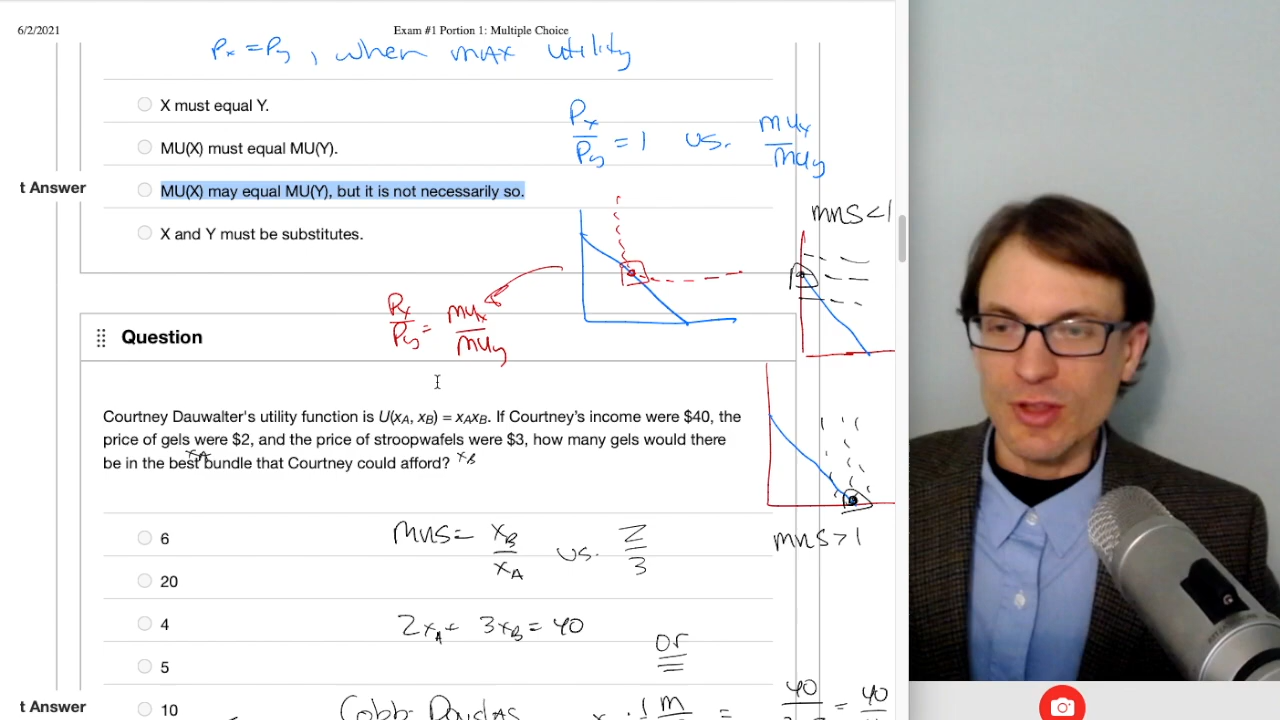 6/2/2021 Exam #1 Portion 1: Multiple Choice
Px = Py, when max utility
X must equal Y.
Px/Py = 1 vs. MUx/MUy
MU(X) must equal MU(Y).
t Answer MU(X) may equal MU(Y), but it is not necessarily so.
MRS<1
X and Y must be substitutes.
Px/Py = MUx/MUy
Question
Courtney Dauwalter's utility function is U(xA, xB) = xAxB. If Courtney's income were $40, the
price of gels were $2, and the price of stroopwafels were $3, how many gels would there
be in the best bundle that Courtney could afford?
xA
xB
6
MRS = xB/xA vs. 2/3
MRS>1
20
4
2xA + 3xB = 40
or
5
t Answer 10
Cobb Douglas
40
= 40